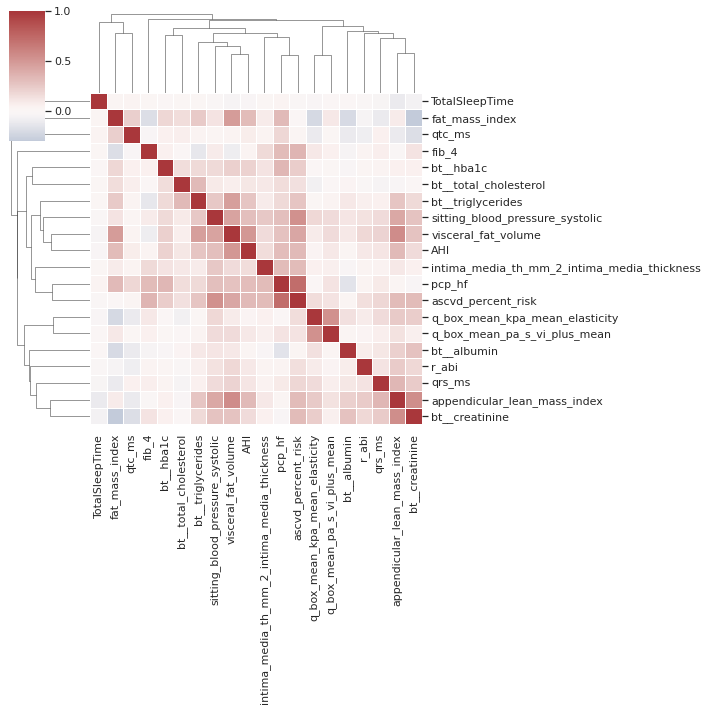 1.0
0.0
TotalSleepTime
fat_mass_index
qtc_ms
fib_4
bt__hba1c
bt__total_cholesterol
bt__triglycerides
sitting_blood_pressure_systolic
visceral_fat_volume
AHI
intima_media_th_mm_2_intima_media_thickness
pcp_hf
ascvd_percent_risk
q_box_mean_kpa_mean_elasticity
q_box_mean_pa_s_vi_plus_mean
bt__albumin
r_abi
qrs_ms
appendicular_lean_mass_index
bt__creatinine
TotalSleepTime
fat_mass_index
qtc_ms
fib_4
bt__hba1c
bt__total_cholesterol
bt__triglycerides
sitting_blood_pressure_systolic
visceral_fat_volume
AHI
intima_media_th_mm_2_intima_media_thickness
pcp_hf
ascvd_percent_risk
q_box_mean_kpa_mean_elasticity
q_box_mean_pa_s_vi_plus_mean
bt__albumin
r_abi
qrs_ms
appendicular_lean_mass_index
bt__creatinine